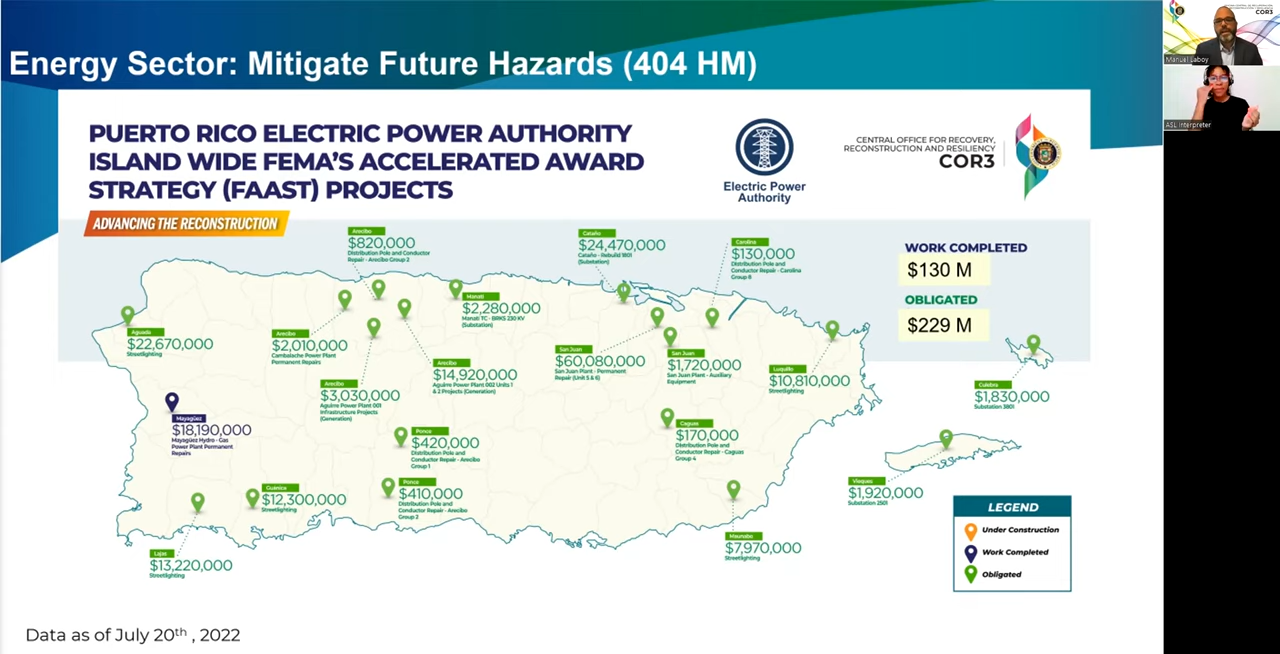 Energy Sector: Mitigate Future Hazards (404 HM)
PUERTO RICO ELECTRIC POWER AUTHORITY
ISLAND WIDE FEMA'S ACCELERATED AWARD
STRATEGY (FAAST) PROJECTS
ADVANCING THE RECONSTRUCTION
Electric Power
Authority
CENTRAL OFFICE FOR RECOVERY,
RECONSTRUCTION AND RESILIENCY
COR3
WORK COMPLETED
$130 M
OBLIGATED
$229 M
Arecibo
$820,000
Distribution Pole and Conductor
Repair - Arecibo Group 2
Cataño
$24,470,000
Cataño - Rebuild 1801
(Substation)
Carolina
$130,000
Distribution Pole and
Conductor Repair - Carolina
Group 8
Manatí
$2,280,000
Manatí TC - BRKS 230 KV
(Substation)
Aguada
$22,670,000
Streetlighting
Arecibo
$2,010,000
Cambalache Power Plant
Permanent Repairs
Arecibo
$14,920,000
Aguirre Power Plant 002 Units 1
& 2 Projects (Generation)
Arecibo
$3,030,000
Aguirre Power Plant 001
Infrastructure Projects
(Generation)
San Juan
$60,080,000
San Juan Plant - Permanent
Repair (Unit 5 & 6)
San Juan
$1,720,000
San Juan Plant - Auxiliary
Equipment
Luquillo
$10,810,000
Streetlighting
Culebra
$1,830,000
Substation 3801
Mayagüez
$18,190,000
Mayagüez Hydro - Gas
Power Plant Permanent
Repairs
Ponce
$420,000
Distribution Pole and
Conductor Repair - Arecibo
Group 1
Caguas
$170,000
Distribution Pole and
Conductor Repair - Caguas
Group 4
Guánica
$12,300,000
Streetlighting
Ponce
$410,000
Distribution Pole and
Conductor Repair - Arecibo
Group 2
Vieques
$1,920,000
Substation 2501
Lajas
$13,220,000
Streetlighting
Maunabo
$7,970,000
Streetlighting
LEGEND
Under Construction
Work Completed
Obligated
Data as of July 20th , 2022
COR3
Manuel Laboy
ASL interpreter